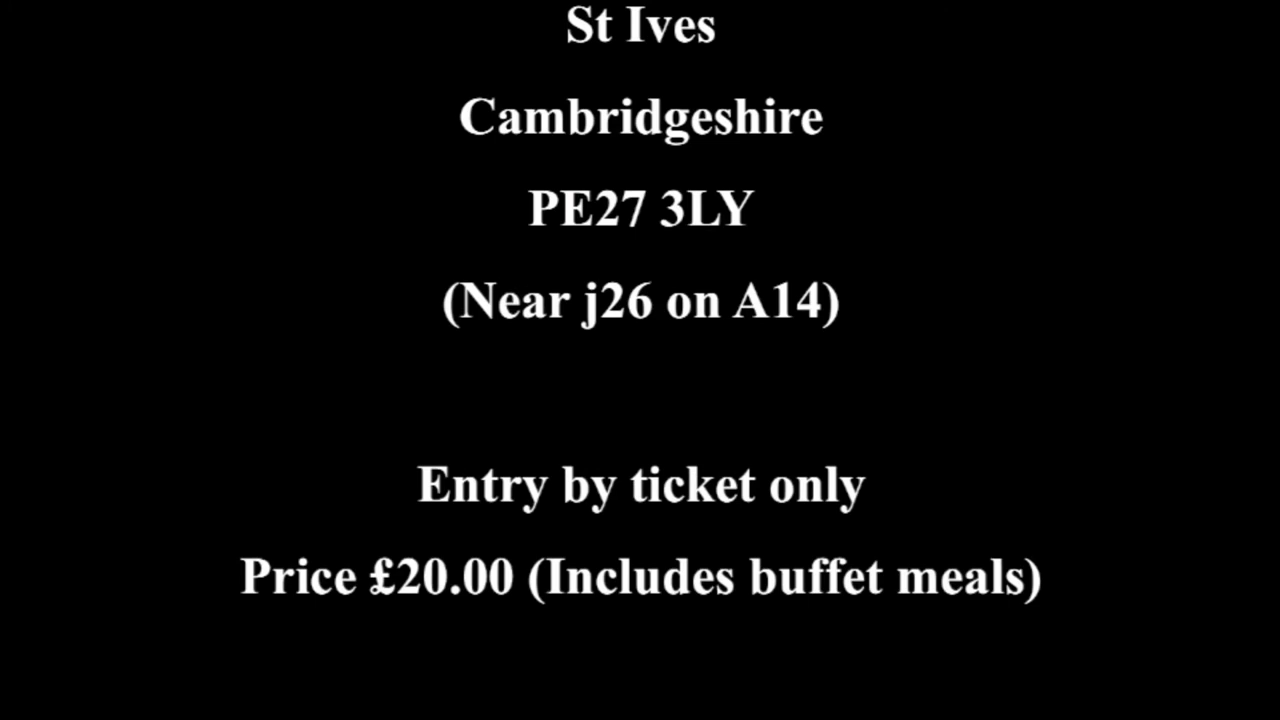 St Ives
Cambridgeshire
PE27 3LY
(Near j26 on A14)
Entry by ticket only
Price £20.00 (Includes buffet meals)